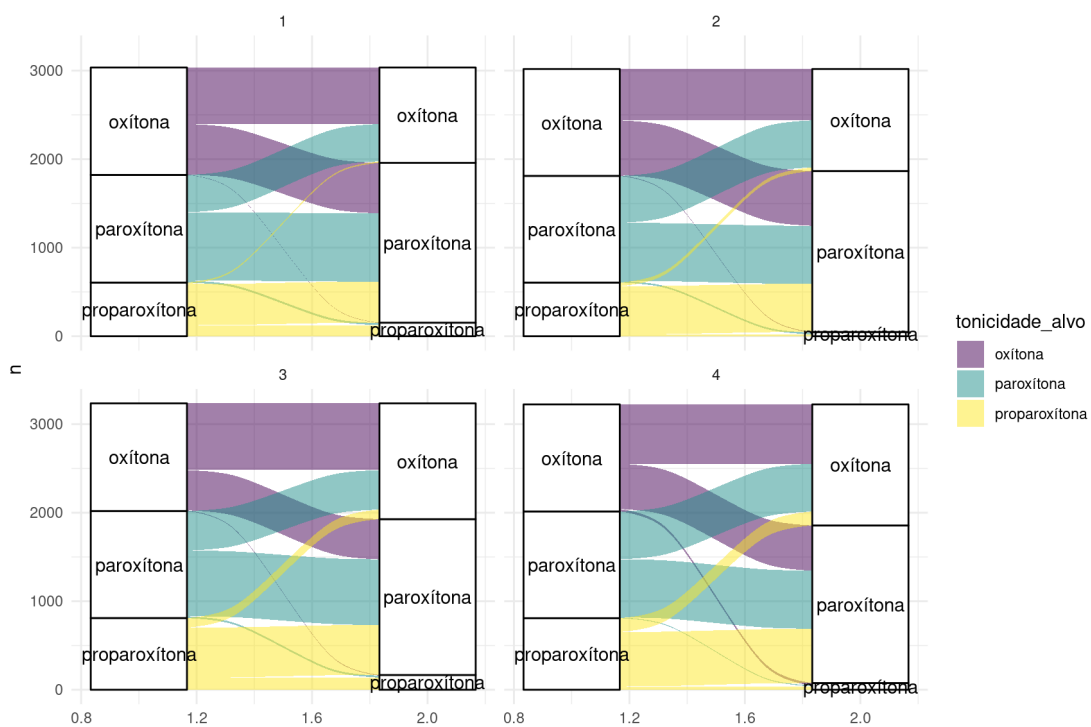 1
2
3000
2000
1000
0
oxítona
paroxítona
proparoxítona
oxítona
paroxítona
proparoxítona
oxítona
paroxítona
proparoxítona
oxítona
paroxítona
proparoxítona
n
3
4
3000
2000
1000
0
oxítona
paroxítona
proparoxítona
oxítona
paroxítona
proparoxítona
oxítona
paroxítona
proparoxítona
oxítona
paroxítona
proparoxítona
0.8
1.2
1.6
2.0
0.8
1.2
1.6
2.0
tonicidade_alvo
oxítona
paroxítona
proparoxítona